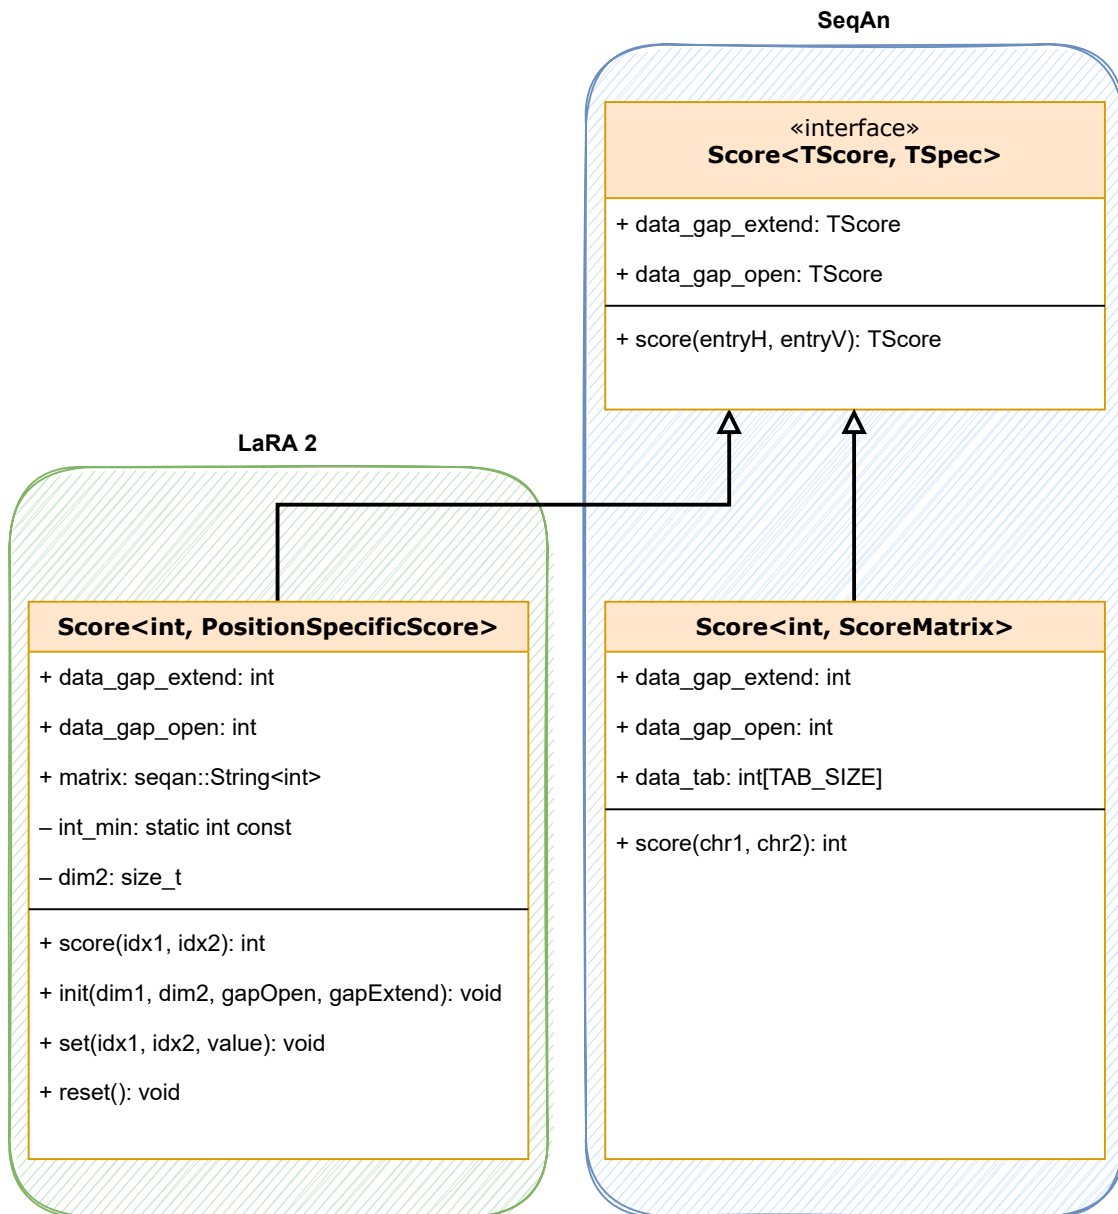 SeqAn
«interface»
Score<TScore, TSpec>
+ data_gap_extend: TScore
+ data_gap_open: TScore
+ score(entryH, entryV): TScore
LaRA 2
Score<int, PositionSpecificScore>
+ data_gap_extend: int
+ data_gap_open: int
+ matrix: seqan::String<int>
– int_min: static int const
– dim2: size_t
+ score(idx1, idx2): int
+ init(dim1, dim2, gapOpen, gapExtend): void
+ set(idx1, idx2, value): void
+ reset(): void
Score<int, ScoreMatrix>
+ data_gap_extend: int
+ data_gap_open: int
+ data_tab: int[TAB_SIZE]
+ score(chr1, chr2): int